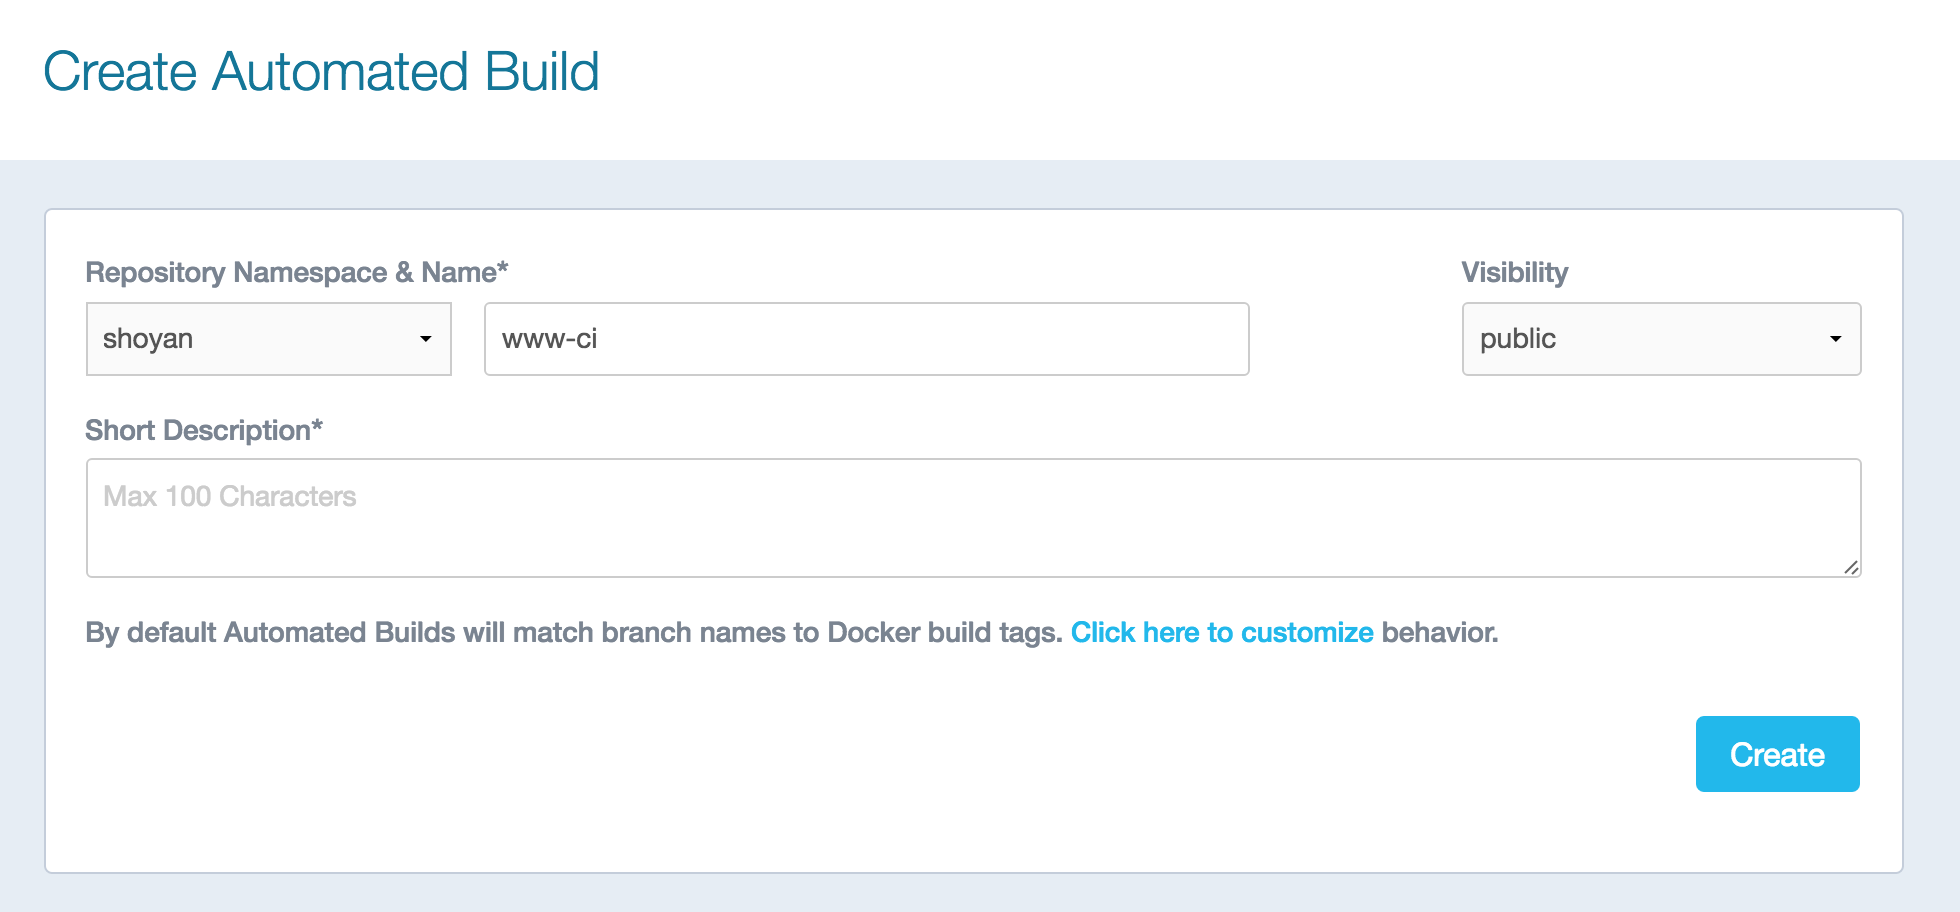 Create Automated Build
Repository Namespace & Name*
Visibility
shoyan
www-ci
public
Short Description*
Max 100 Characters
By default Automated Builds will match branch names to Docker build tags. Click here to customize behavior.
Create